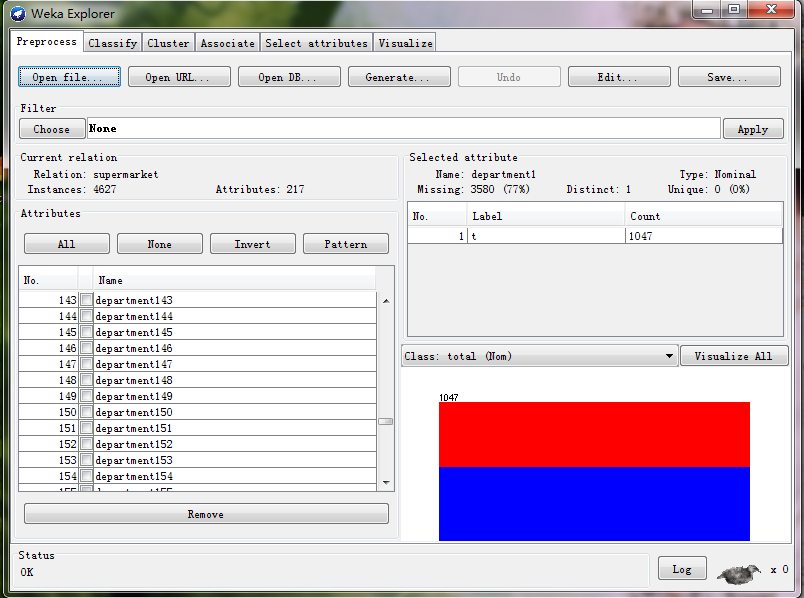 Weka Explorer
Preprocess Classify Cluster Associate Select attributes Visualize
Open file... Open URL... Open DB... Generate... Undo Edit... Save...
Filter
Choose None Apply
Current relation
Relation: supermarket
Instances: 4627 Attributes: 217
Attributes
All None Invert Pattern
No. Name
143 department143
144 department144
145 department145
146 department146
147 department147
148 department148
149 department149
150 department150
151 department151
152 department152
153 department153
154 department154
Remove
Selected attribute
Name: department1 Type: Nominal
Missing: 3580 (77%) Distinct: 1 Unique: 0 (0%)
No. Label Count
1 t 1047
Class: total (Nom) Visualize All
1047
Status
OK
Log x 0